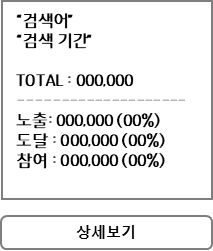 “검색어”
“검색 기간”
TOTAL : 000,000
--------------------
노출: 000,000 (00%)
도달 : 000,000 (00%)
참여 : 000,000 (00%)
상세보기